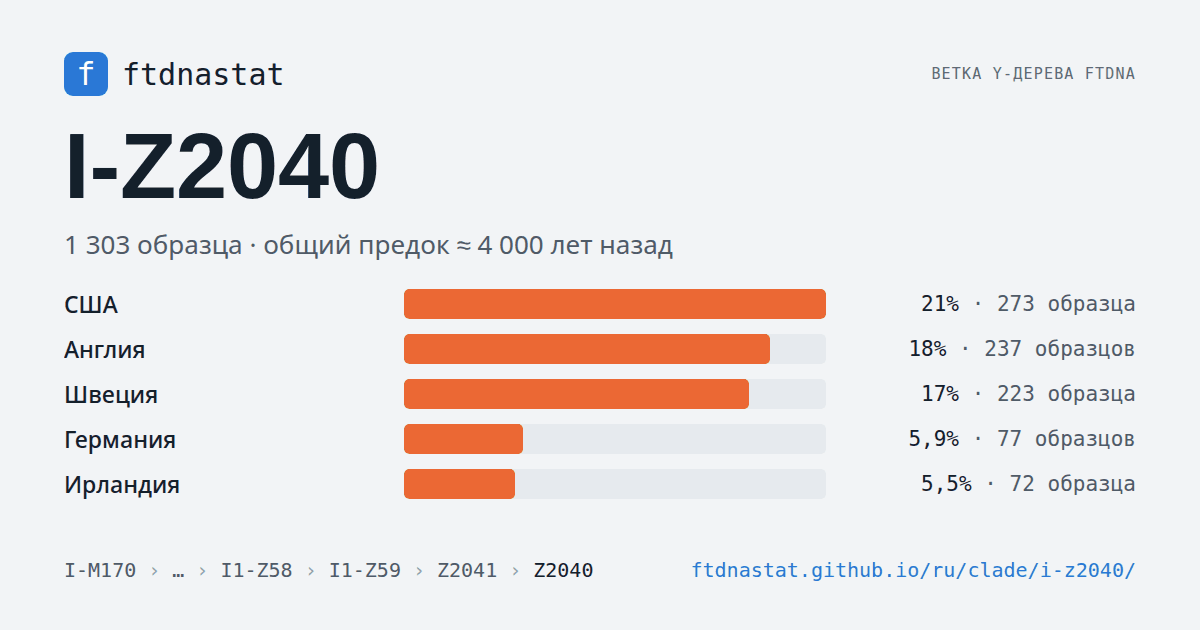 f ftdnastat
ВЕТКА Y-ДЕРЕВА FTDNA
I-Z2040
1 303 образца · общий предок ≈ 4 000 лет назад
США 21% · 273 образца
Англия 18% · 237 образцов
Швеция 17% · 223 образца
Германия 5,9% · 77 образцов
Ирландия 5,5% · 72 образца
I-M170 › … › I1-Z58 › I1-Z59 › Z2041 › Z2040
ftdnastat.github.io/ru/clade/i-z2040/